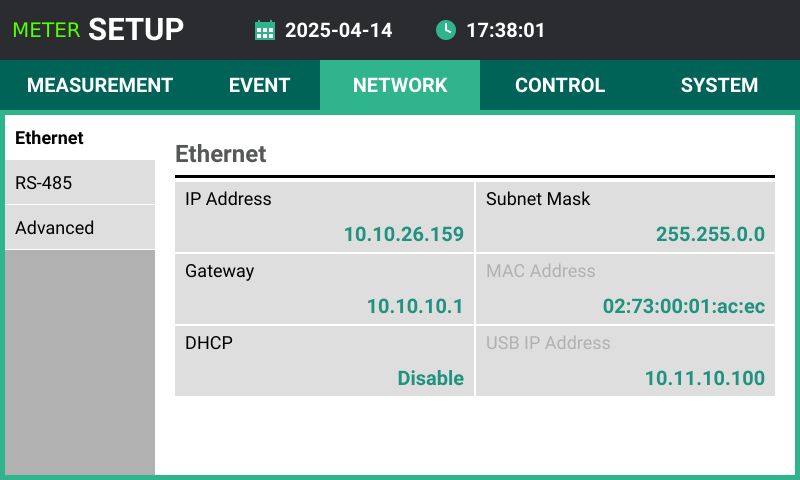 METER SETUP 2025-04-14 17:38:01
MEASUREMENT EVENT NETWORK CONTROL SYSTEM
Ethernet
RS-485
Advanced
Ethernet
IP Address
10.10.26.159
Subnet Mask
255.255.0.0
Gateway
10.10.10.1
MAC Address
02:73:00:01:ac:ec
DHCP
Disable
USB IP Address
10.11.10.100